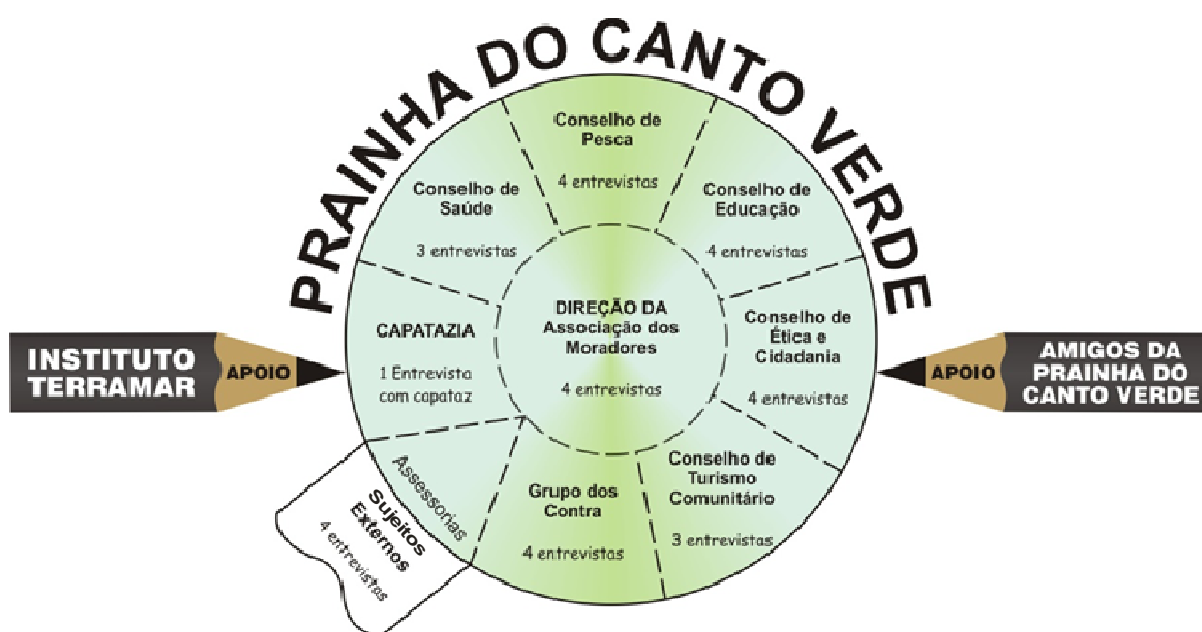 PRAINHA DO CANTO VERDE
Conselho de
Pesca
4 entrevistas
Conselho de
Saúde
3 entrevistas
Conselho de
Educação
4 entrevistas
CAPATAZIA
1 Entrevista
com capataz
DIREÇÃO DA
Associação dos
Moradores
4 entrevistas
Conselho de
Ética e
Cidadania
4 entrevistas
INSTITUTO
TERRAMAR
APOIO
APOIO
AMIGOS DA
PRAINHA DO
CANTO VERDE
Assessorias
Sujeitos
Externos
4 entrevistas
Grupo dos
Contra
4 entrevistas
Conselho de
Turismo
Comunitário
3 entrevistas